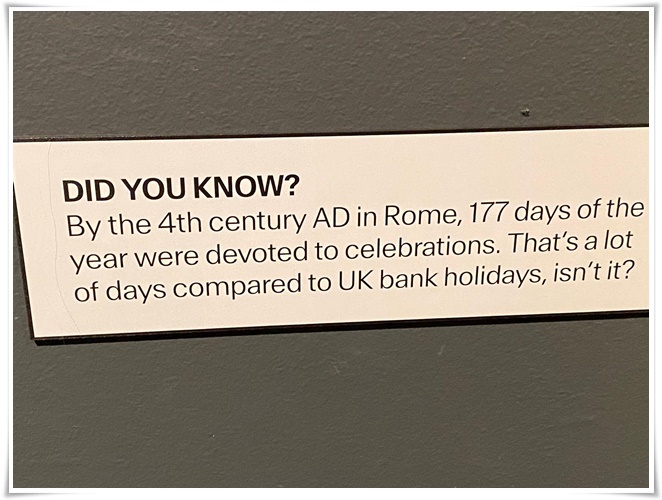 DID YOU KNOW?
By the 4th century AD in Rome, 177 days of the
year were devoted to celebrations. That's a lot
of days compared to UK bank holidays, isn't it?